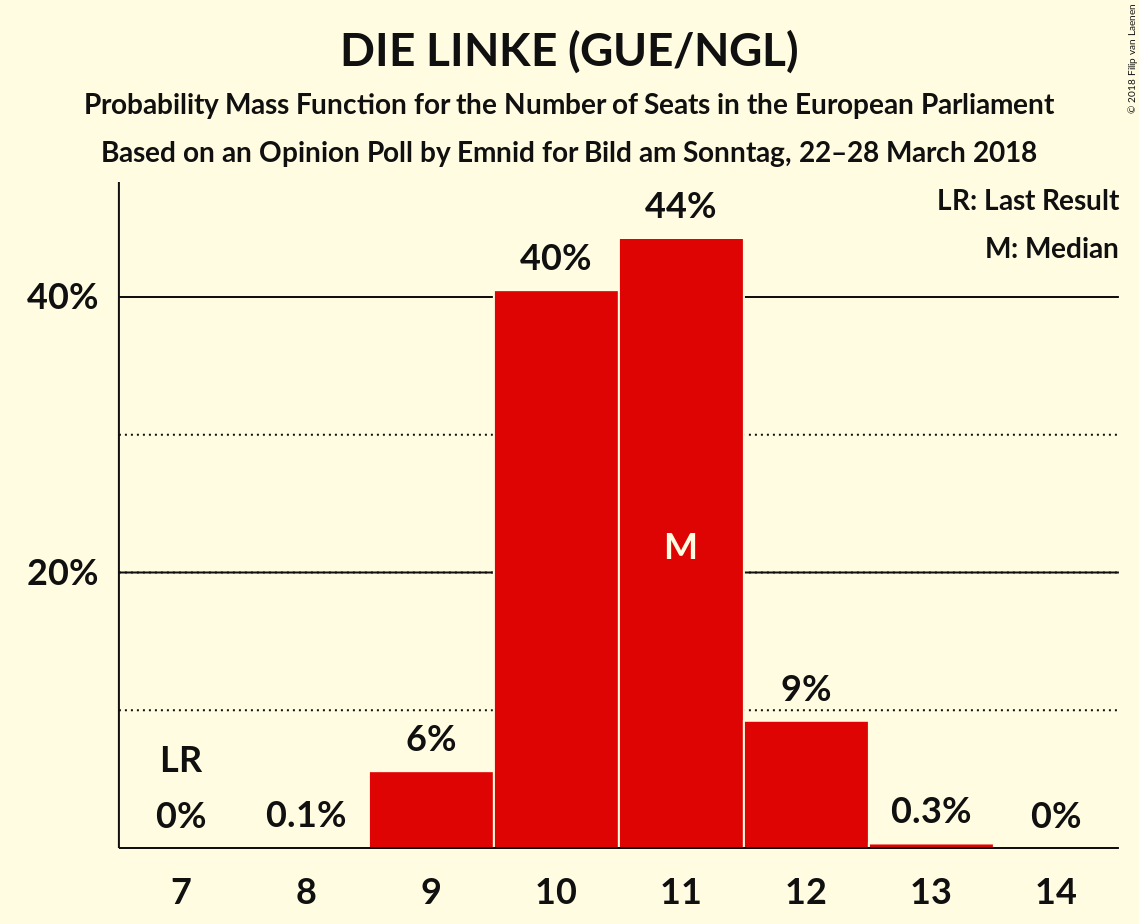 DIE LINKE (GUE/NGL)
Probability Mass Function for the Number of Seats in the European Parliament
Based on an Opinion Poll by Emnid for Bild am Sonntag, 22–28 March 2018
© 2018 Filip van Laenen
LR: Last Result
M: Median
44%
40%
40%
M
20%
9%
6%
LR
0%
0.1%
0.3%
0%
7 8 9 10 11 12 13 14